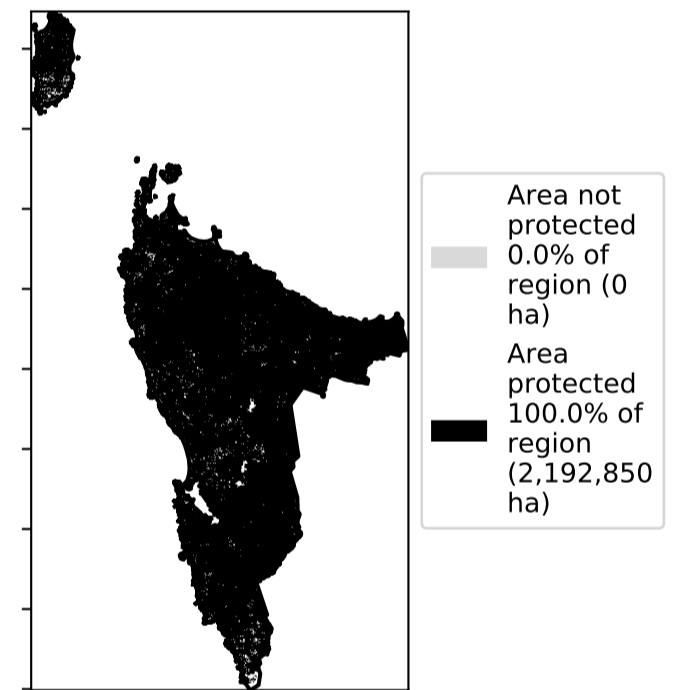 Area not
protected
0.0% of
region (0
ha)
Area
protected
100.0% of
region
(2,192,850
ha)